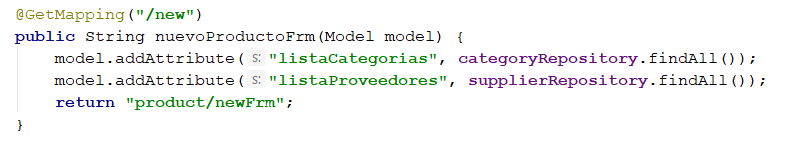 @GetMapping("/new")
public String nuevoProductoFrm(Model model) {
model.addAttribute( s: "listaCategorias", categoryRepository.findAll());
model.addAttribute( s: "listaProveedores", supplierRepository.findAll());
return "product/newFrm";
}